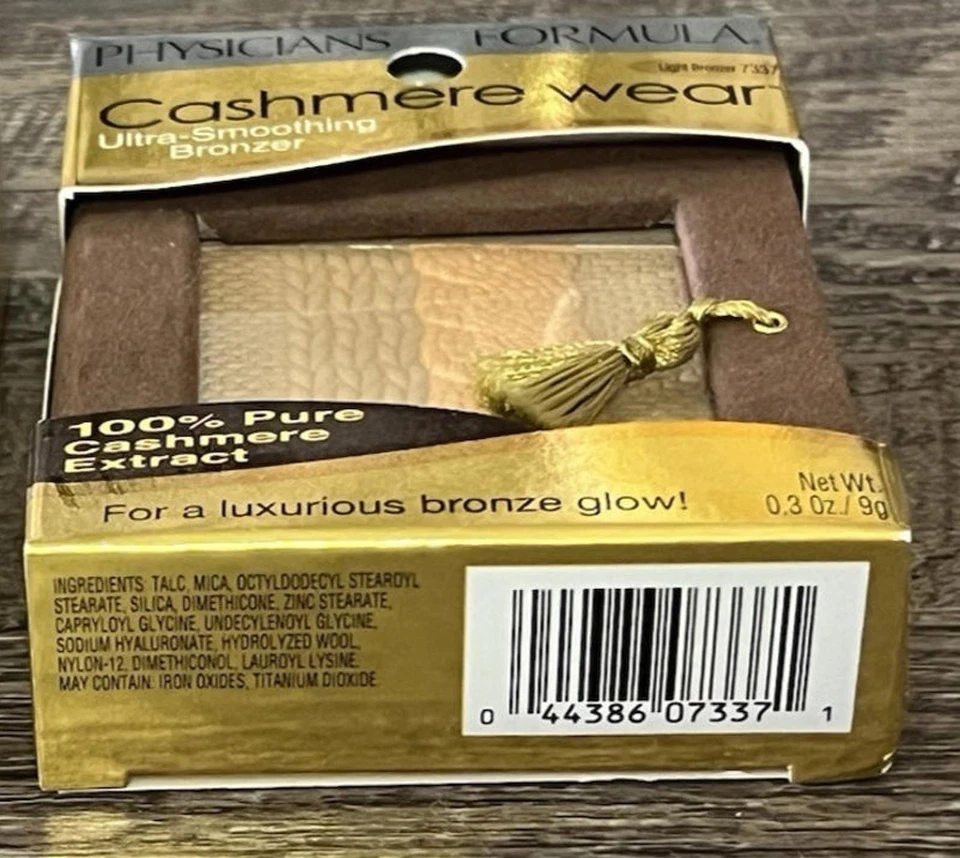 PHYSICIANS FORMULA
Light Bronzer 7337
Cashmere wear
Ultra-Smoothing
Bronzer
100% Pure
Cashmere
Extract
For a luxurious bronze glow!
Net Wt.
0.3 Oz./ 9g
INGREDIENTS: TALC, MICA, OCTYLDODECYL STEAROYL
STEARATE, SILICA, DIMETHICONE, ZINC STEARATE,
CAPRYLOYL GLYCINE, UNDECYLENOYL GLYCINE,
SODIUM HYALURONATE, HYDROLYZED WOOL,
NYLON-12, DIMETHICONOL, LAUROYL LYSINE.
MAY CONTAIN: IRON OXIDES, TITANIUM DIOXIDE.
0 44386 07337 1